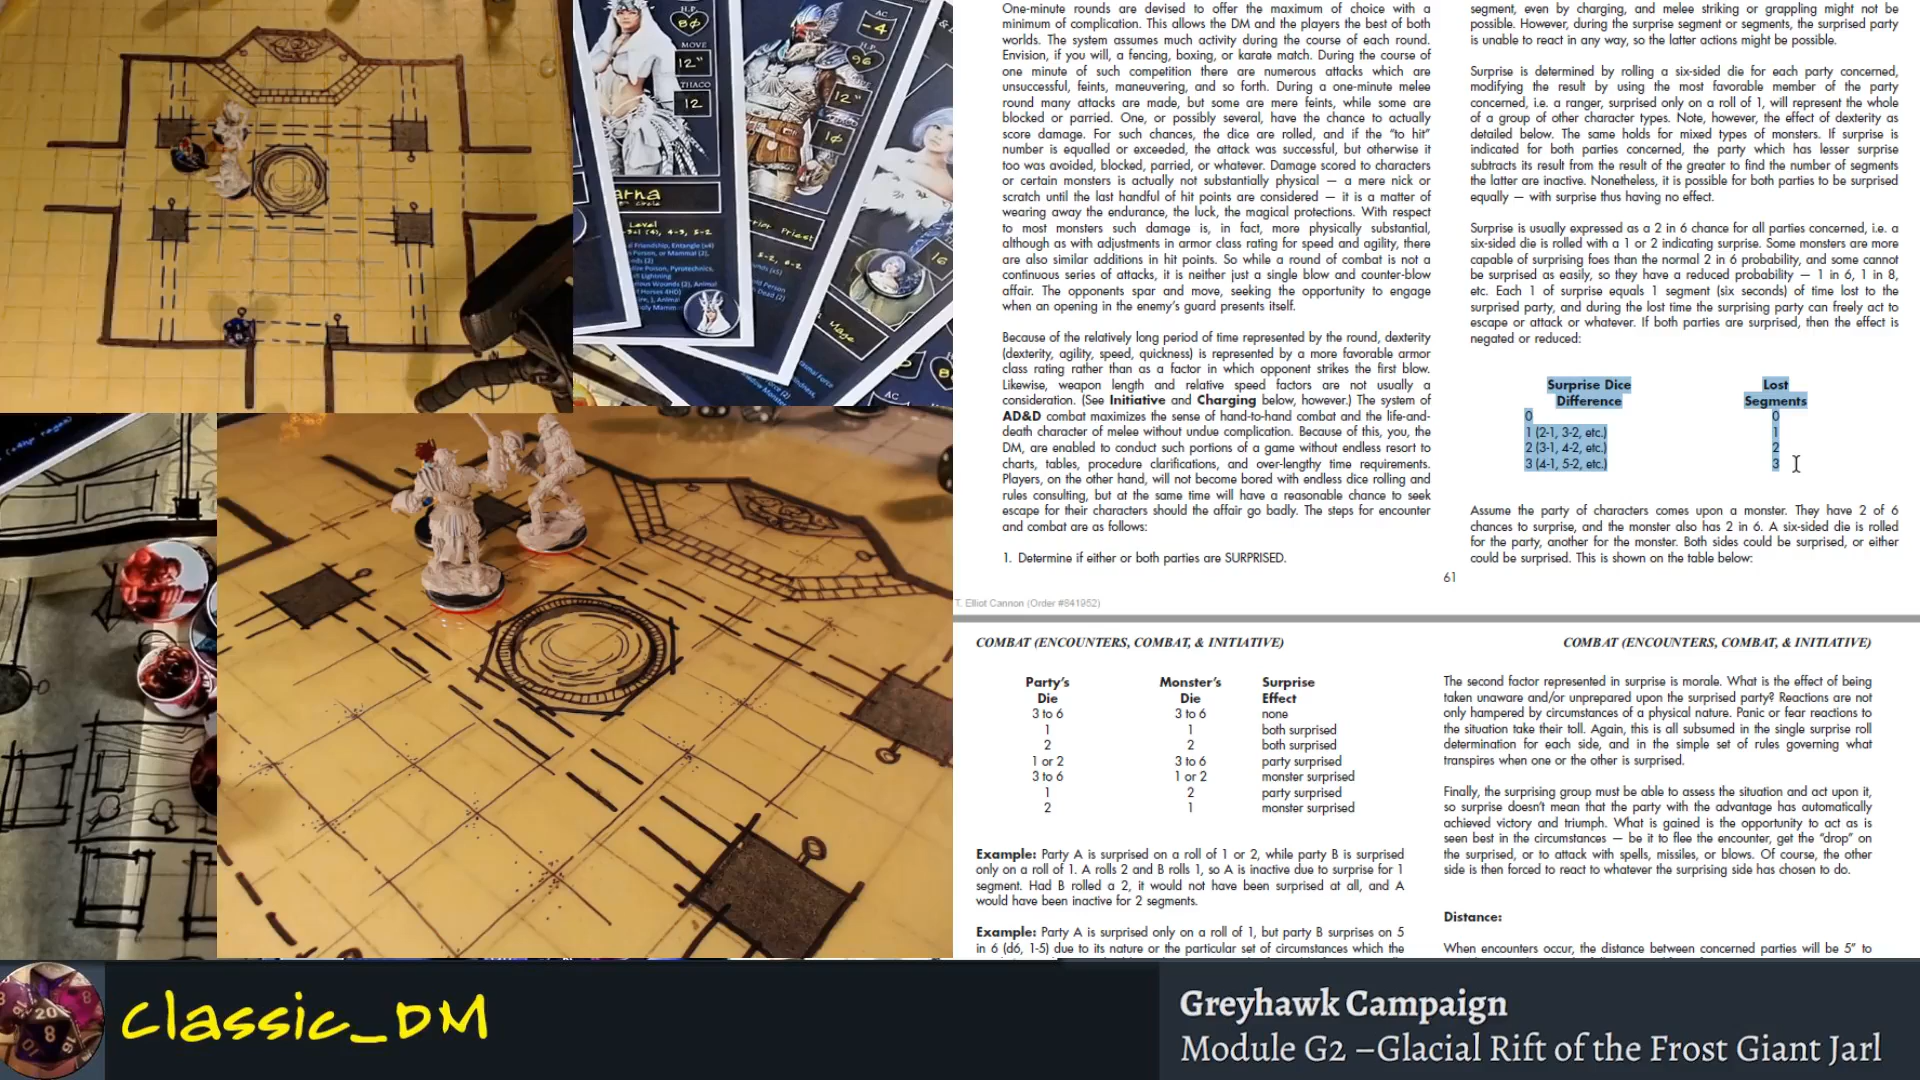 H.P.
80
MOVE
12"
THACO
12
AC
-4
H.P.
96
12"
10
16
arna
Level
rior Priest
5-2, 6-2
Mage
One-minute rounds are devised to offer the maximum of choice with a
minimum of complication. This allows the DM and the players the best of both
worlds. The system assumes much activity during the course of each round.
Envision, if you will, a fencing, boxing, or karate match. During the course of
one minute of such competition there are numerous attacks which are
unsuccessful, feints, maneuvering, and so forth. During a one-minute melee
round many attacks are made, but some are mere feints, while some are
blocked or parried. One, or possibly several, have the chance to actually
score damage. For such chances, the dice are rolled, and if the "to hit"
number is equalled or exceeded, the attack was successful, but otherwise it
too was avoided, blocked, parried, or whatever. Damage scored to characters
or certain monsters is actually not substantially physical — a mere nick or
scratch until the last handful of hit points are considered — it is a matter of
wearing away the endurance, the luck, the magical protections. With respect
to most monsters such damage is, in fact, more physically substantial,
although as with adjustments in armor class rating for speed and agility, there
are also similar additions in hit points. So while a round of combat is not a
continuous series of attacks, it is neither just a single blow and counter-blow
affair. The opponents spar and move, seeking the opportunity to engage
when an opening in the enemy's guard presents itself.
Because of the relatively long period of time represented by the round, dexterity
(dexterity, agility, speed, quickness) is represented by a more favorable armor
class rating rather than as a factor in which opponent strikes the first blow.
Likewise, weapon length and relative speed factors are not usually a
consideration. (See Initiative and Charging below, however.) The system of
AD&D combat maximizes the sense of hand-to-hand combat and the life-and-
death character of melee without undue complication. Because of this, you, the
DM, are enabled to conduct such portions of a game without endless resort to
charts, tables, procedure clarifications, and over-lengthy time requirements.
Players, on the other hand, will not become bored with endless dice rolling and
rules consulting, but at the same time will have a reasonable chance to seek
escape for their characters should the affair go badly. The steps for encounter
and combat are as follows:
1. Determine if either or both parties are SURPRISED.
segment, even by charging, and melee striking or grappling might not be
possible. However, during the surprise segment or segments, the surprised party
is unable to react in any way, so the latter actions might be possible.
Surprise is determined by rolling a six-sided die for each party concerned,
modifying the result by using the most favorable member of the party
concerned, i.e. a ranger, surprised only on a roll of 1, will represent the whole
of a group of other character types. Note, however, the effect of dexterity as
detailed below. The same holds for mixed types of monsters. If surprise is
indicated for both parties concerned, the party which has lesser surprise
subtracts its result from the result of the greater to find the number of segments
the latter are inactive. Nonetheless, it is possible for both parties to be surprised
equally — with surprise thus having no effect.
Surprise is usually expressed as a 2 in 6 chance for all parties concerned, i.e. a
six-sided die is rolled with a 1 or 2 indicating surprise. Some monsters are more
capable of surprising foes than the normal 2 in 6 probability, and some cannot
be surprised as easily, so they have a reduced probability — 1 in 6, 1 in 8,
etc. Each 1 of surprise equals 1 segment (six seconds) of time lost to the
surprised party, and during the lost time the surprising party can freely act to
escape or attack or whatever. If both parties are surprised, then the effect is
negated or reduced:
Surprise Dice Lost
Difference Segments
0 0
1 (2-1, 3-2, etc.) 1
2 (3-1, 4-2, etc.) 2
3 (4-1, 5-2, etc.) 3
Assume the party of characters comes upon a monster. They have 2 of 6
chances to surprise, and the monster also has 2 in 6. A six-sided die is rolled
for the party, another for the monster. Both sides could be surprised, or either
could be surprised. This is shown on the table below:
61
T. Elliot Cannon (Order #841952)
COMBAT (ENCOUNTERS, COMBAT, & INITIATIVE) COMBAT (ENCOUNTERS, COMBAT, & INITIATIVE)
Party's Monster's Surprise
Die Die Effect
3 to 6 3 to 6 none
1 1 both surprised
2 2 both surprised
1 or 2 3 to 6 party surprised
3 to 6 1 or 2 monster surprised
1 2 party surprised
2 1 monster surprised
Example: Party A is surprised on a roll of 1 or 2, while party B is surprised
only on a roll of 1. A rolls 2 and B rolls 1, so A is inactive due to surprise for 1
segment. Had B rolled a 2, it would not have been surprised at all, and A
would have been inactive for 2 segments.
Example: Party A is surprised only on a roll of 1, but party B surprises on 5
in 6 (d6, 1-5) due to its nature or the particular set of circumstances which the
The second factor represented in surprise is morale. What is the effect of being
taken unaware and/or unprepared upon the surprised party? Reactions are not
only hampered by circumstances of a physical nature. Panic or fear reactions to
the situation take their toll. Again, this is all subsumed in the single surprise roll
determination for each side, and in the simple set of rules governing what
transpires when one or the other is surprised.
Finally, the surprising group must be able to assess the situation and act upon it,
so surprise doesn't mean that the party with the advantage has automatically
achieved victory and triumph. What is gained is the opportunity to act as is
seen best in the circumstances — be it to flee the encounter, get the "drop" on
the surprised, or to attack with spells, missiles, or blows. Of course, the other
side is then forced to react to whatever the surprising side has chosen to do.
Distance:
When encounters occur, the distance between concerned parties will be 5" to
20
8
classic_DM
Greyhawk Campaign
Module G2 –Glacial Rift of the Frost Giant Jarl